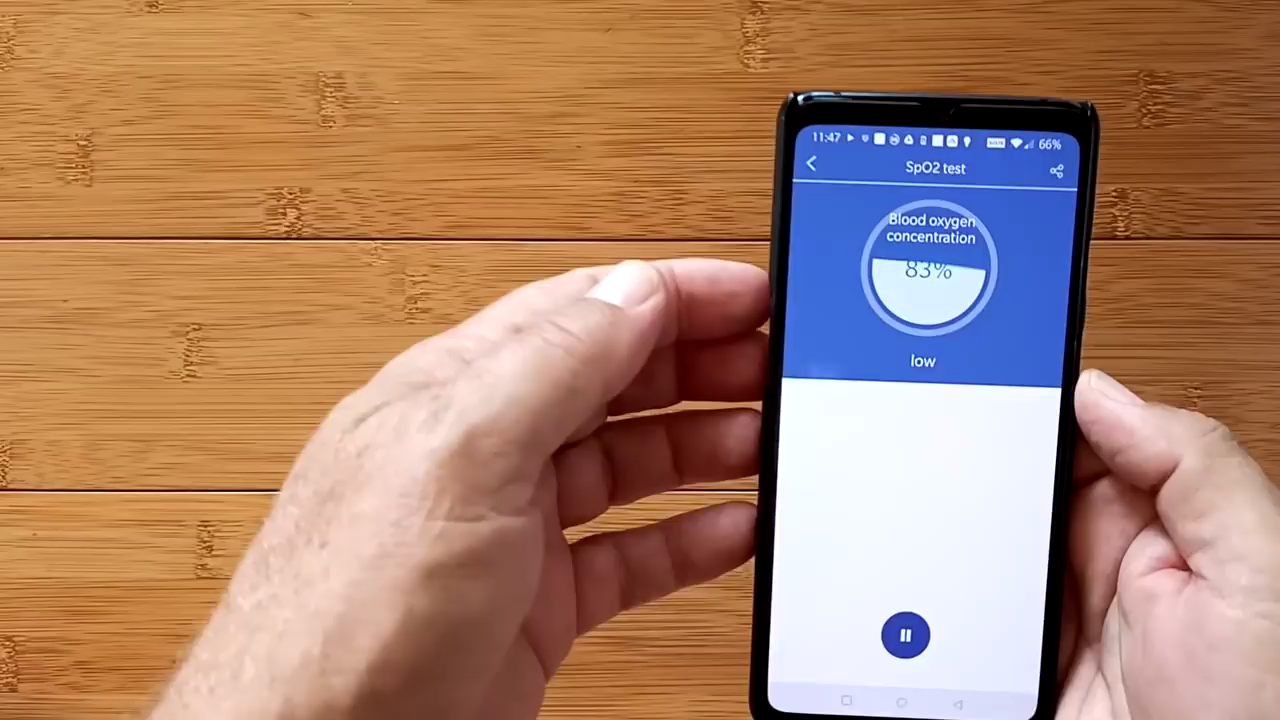 11:47 66%
SpO2 test
Blood oxygen
concentration
83%
low